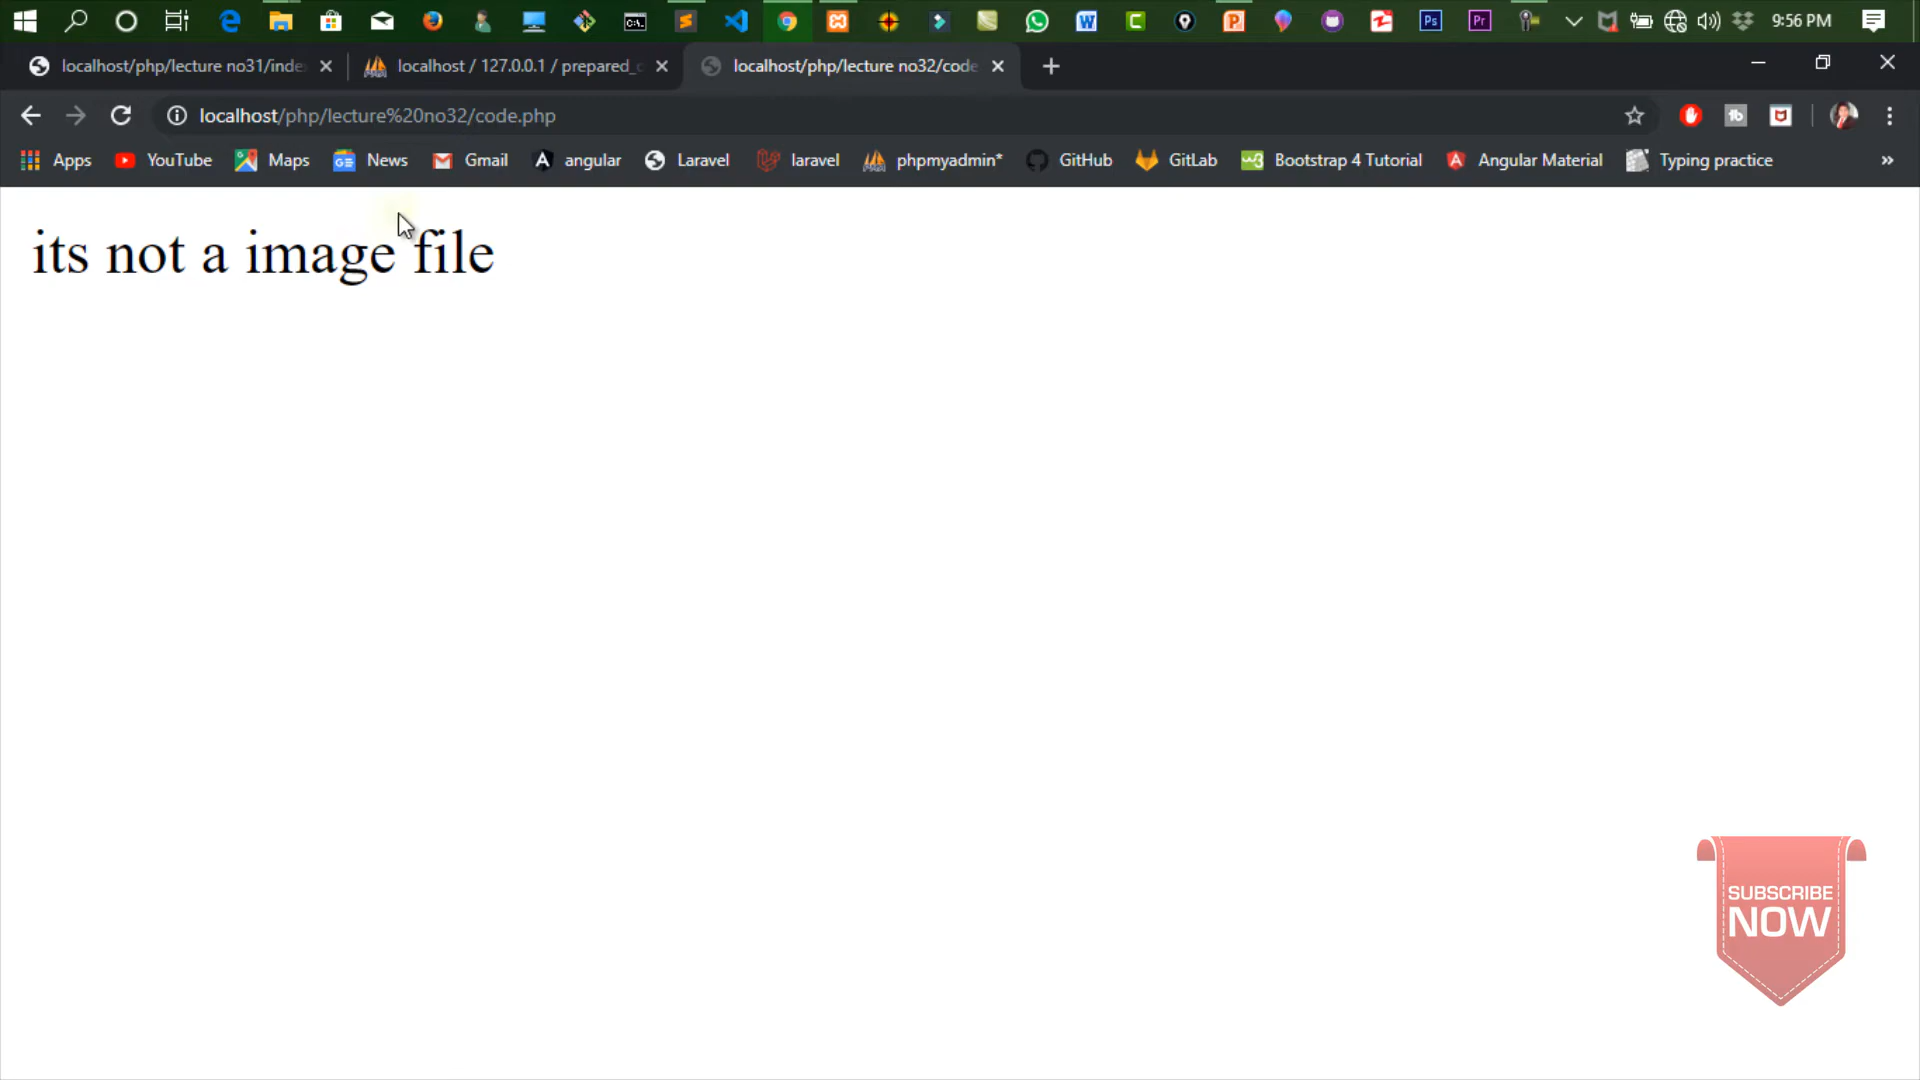 9:56 PM
localhost/php/lecture no31/inde
localhost / 127.0.0.1 / prepared_c
localhost/php/lecture no32/code
localhost/php/lecture%20no32/code.php
Apps YouTube Maps News Gmail angular Laravel laravel phpmyadmin* GitHub GitLab Bootstrap 4 Tutorial Angular Material Typing practice »
its not a image file
SUBSCRIBE
NOW